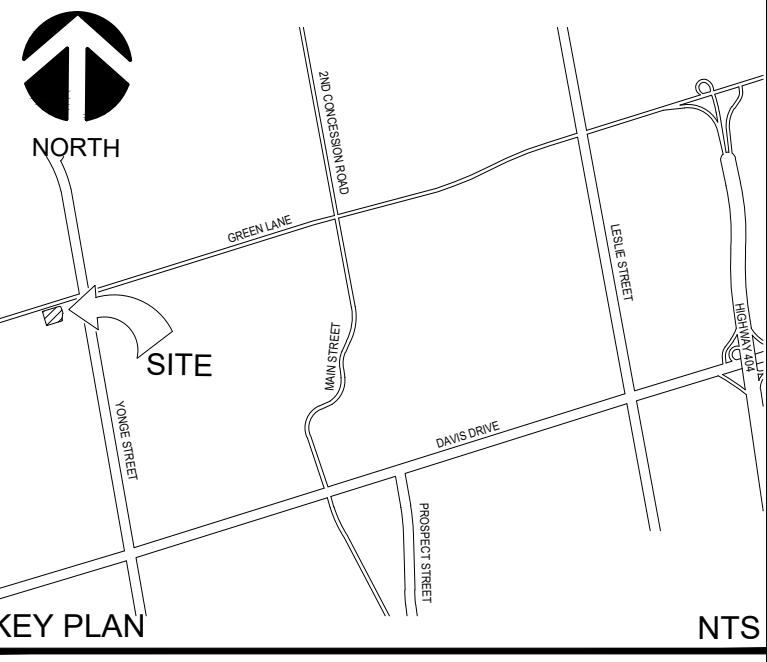 NORTH
2ND CONCESSION ROAD
GREEN LANE
LESLIE STREET
HIGHWAY 404
MAIN STREET
SITE
YONGE STREET
DAVIS DRIVE
PROSPECT STREET
KEY PLAN
NTS